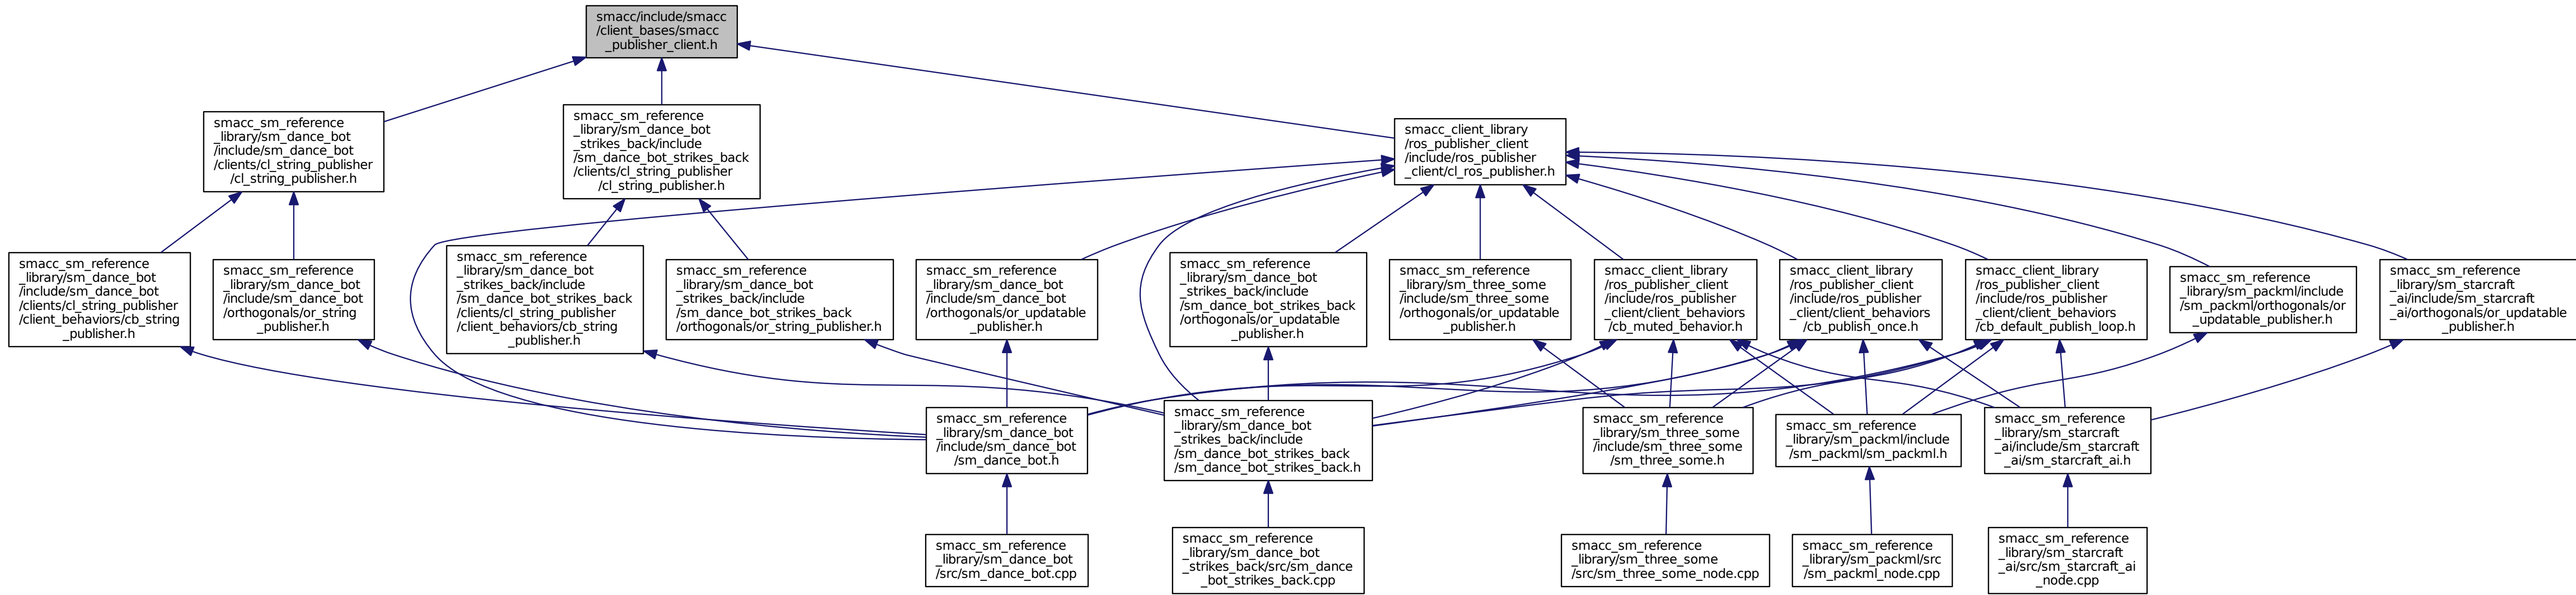 smacc/include/smacc
/client_bases/smacc
_publisher_client.h
smacc_sm_reference
_library/sm_dance_bot
/include/sm_dance_bot
/clients/cl_string_publisher
/cl_string_publisher.h
smacc_sm_reference
_library/sm_dance_bot
_strikes_back/include
/sm_dance_bot_strikes_back
/clients/cl_string_publisher
/cl_string_publisher.h
smacc_client_library
/ros_publisher_client
/include/ros_publisher
_client/cl_ros_publisher.h
smacc_sm_reference
_library/sm_dance_bot
/include/sm_dance_bot
/clients/cl_string_publisher
/client_behaviors/cb_string
_publisher.h
smacc_sm_reference
_library/sm_dance_bot
/include/sm_dance_bot
/orthogonals/or_string
_publisher.h
smacc_sm_reference
_library/sm_dance_bot
_strikes_back/include
/sm_dance_bot_strikes_back
/clients/cl_string_publisher
/client_behaviors/cb_string
_publisher.h
smacc_sm_reference
_library/sm_dance_bot
_strikes_back/include
/sm_dance_bot_strikes_back
/orthogonals/or_string_publisher.h
smacc_sm_reference
_library/sm_dance_bot
/include/sm_dance_bot
/orthogonals/or_updatable
_publisher.h
smacc_sm_reference
_library/sm_dance_bot
_strikes_back/include
/sm_dance_bot_strikes_back
/orthogonals/or_updatable
_publisher.h
smacc_sm_reference
_library/sm_three_some
/include/sm_three_some
/orthogonals/or_updatable
_publisher.h
smacc_client_library
/ros_publisher_client
/include/ros_publisher
_client/client_behaviors
/cb_muted_behavior.h
smacc_client_library
/ros_publisher_client
/include/ros_publisher
_client/client_behaviors
/cb_publish_once.h
smacc_client_library
/ros_publisher_client
/include/ros_publisher
_client/client_behaviors
/cb_default_publish_loop.h
smacc_sm_reference
_library/sm_packml/include
/sm_packml/orthogonals/or
_updatable_publisher.h
smacc_sm_reference
_library/sm_starcraft
_ai/include/sm_starcraft
_ai/orthogonals/or_updatable
_publisher.h
smacc_sm_reference
_library/sm_dance_bot
/include/sm_dance_bot
/sm_dance_bot.h
smacc_sm_reference
_library/sm_dance_bot
_strikes_back/include
/sm_dance_bot_strikes_back
/sm_dance_bot_strikes_back.h
smacc_sm_reference
_library/sm_three_some
/include/sm_three_some
/sm_three_some.h
smacc_sm_reference
_library/sm_packml/include
/sm_packml/sm_packml.h
smacc_sm_reference
_library/sm_starcraft
_ai/include/sm_starcraft
_ai/sm_starcraft_ai.h
smacc_sm_reference
_library/sm_dance_bot
/src/sm_dance_bot.cpp
smacc_sm_reference
_library/sm_dance_bot
_strikes_back/src/sm_dance
_bot_strikes_back.cpp
smacc_sm_reference
_library/sm_three_some
/src/sm_three_some_node.cpp
smacc_sm_reference
_library/sm_packml/src
/sm_packml_node.cpp
smacc_sm_reference
_library/sm_starcraft
_ai/src/sm_starcraft_ai
_node.cpp